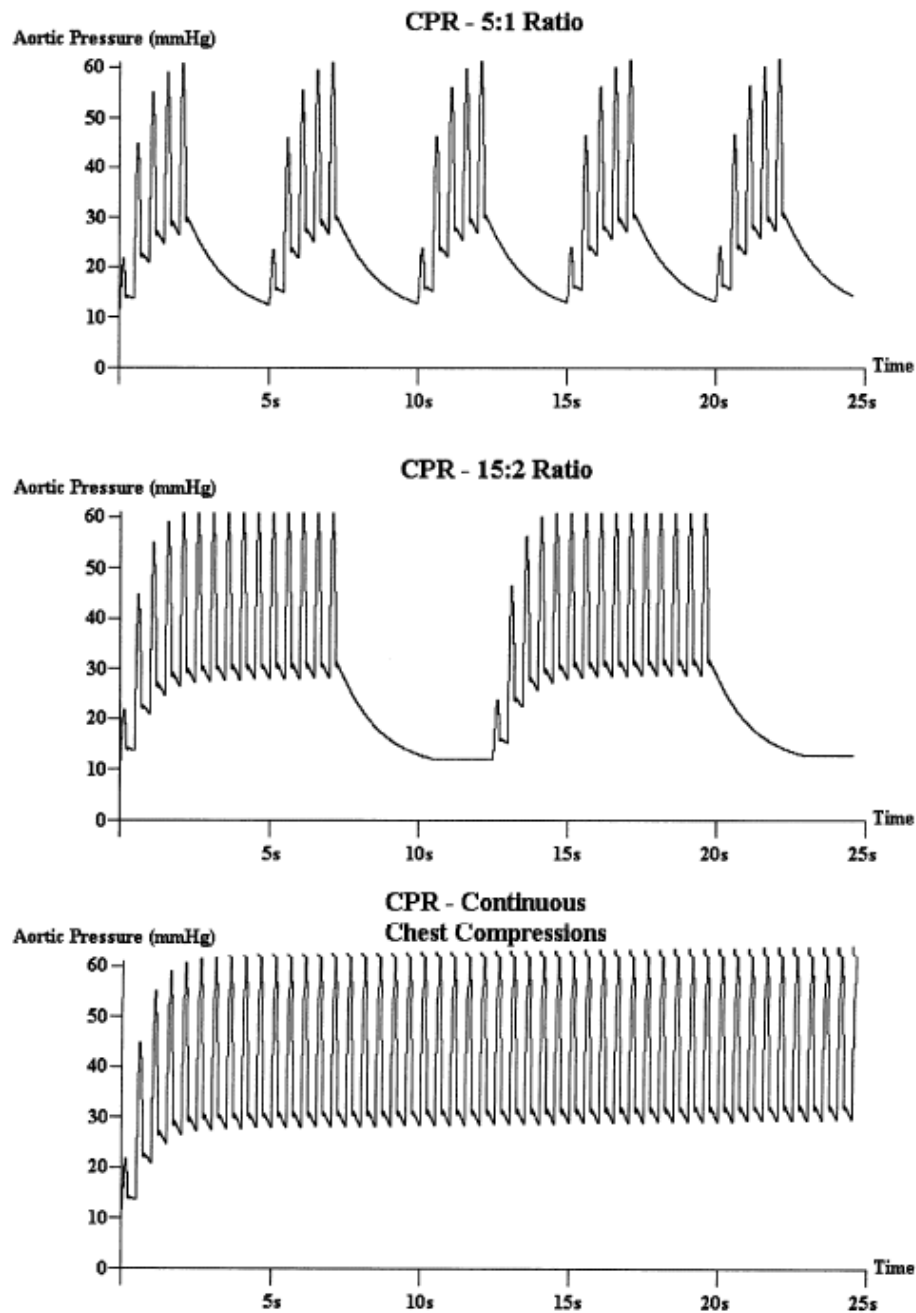 CPR - 5:1 Ratio
Aortic Pressure (mmHg)
60
50
40
30
20
10
0
Time
5s
10s
15s
20s
25s
CPR - 15:2 Ratio
Aortic Pressure (mmHg)
60
50
40
30
20
10
0
Time
5s
10s
15s
20s
25s
CPR - Continuous
Chest Compressions
Aortic Pressure (mmHg)
60
50
40
30
20
10
0
Time
5s
10s
15s
20s
25s